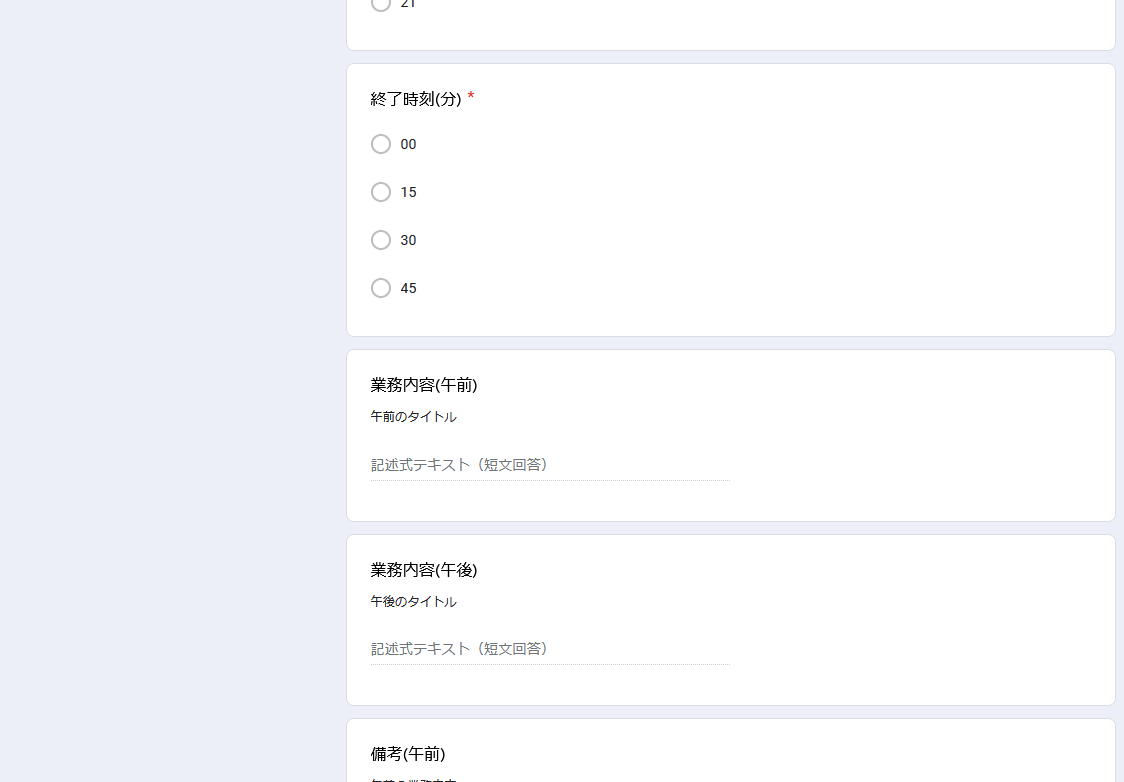 21
終了時刻(分) *
00
15
30
45
業務内容(午前)
午前のタイトル
記述式テキスト（短文回答）
業務内容(午後)
午後のタイトル
記述式テキスト（短文回答）
備考(午前)